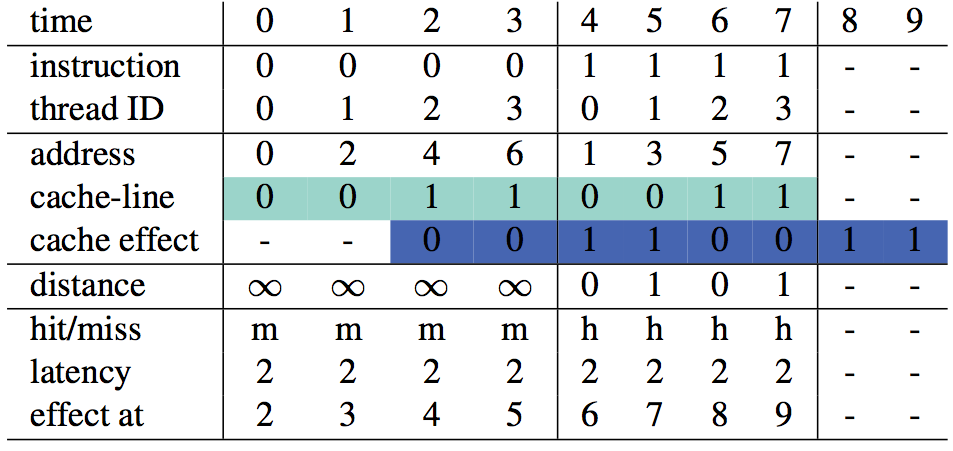 time 0 1 2 3 4 5 6 7 8 9
instruction 0 0 0 0 1 1 1 1 - -
thread ID 0 1 2 3 0 1 2 3 - -
address 0 2 4 6 1 3 5 7 - -
cache-line 0 0 1 1 0 0 1 1 - -
cache effect - - 0 0 1 1 0 0 1 1
distance ∞ ∞ ∞ ∞ 0 1 0 1 - -
hit/miss m m m m h h h h - -
latency 2 2 2 2 2 2 2 2 - -
effect at 2 3 4 5 6 7 8 9 - -